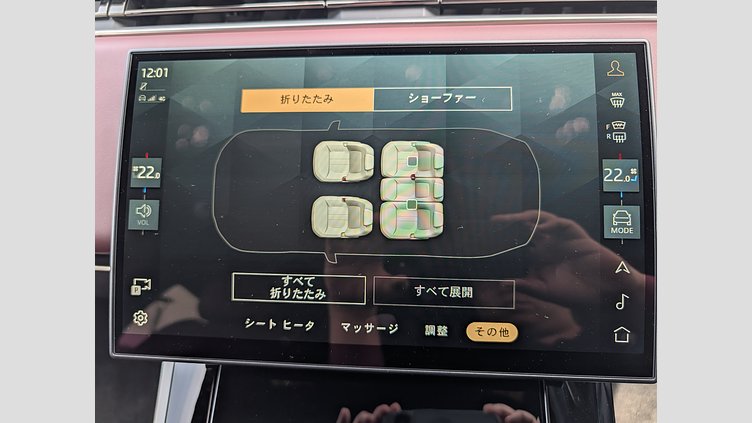 12:01
4G
折りたたみ
ショーファー
MAX
F
R
22.0
22.0
VOL
MODE
P
すべて
折りたたみ
すべて展開
シート ヒータ
マッサージ
調整
その他